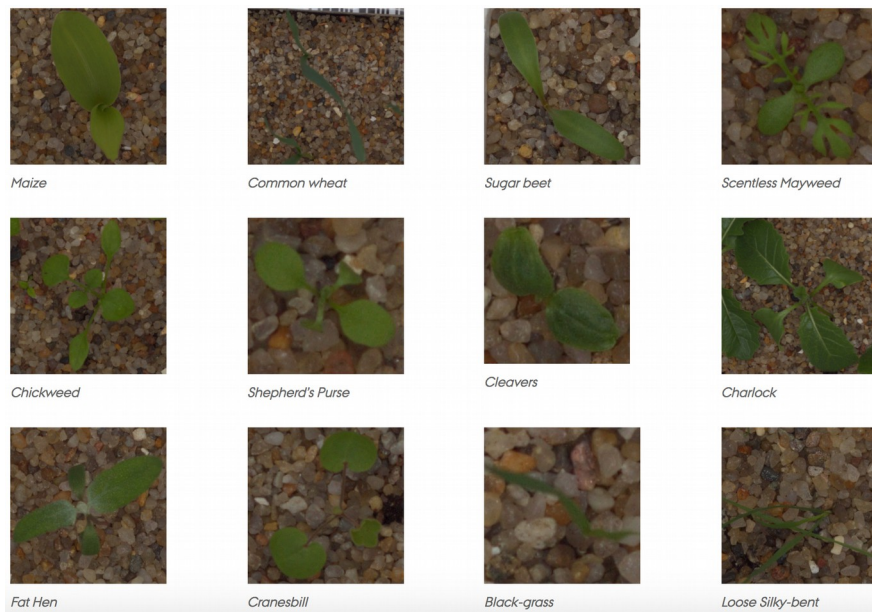 Maize
Common wheat
Sugar beet
Scentless Mayweed
Chickweed
Shepherd's Purse
Cleavers
Charlock
Fat Hen
Cranesbill
Black-grass
Loose Silky-bent